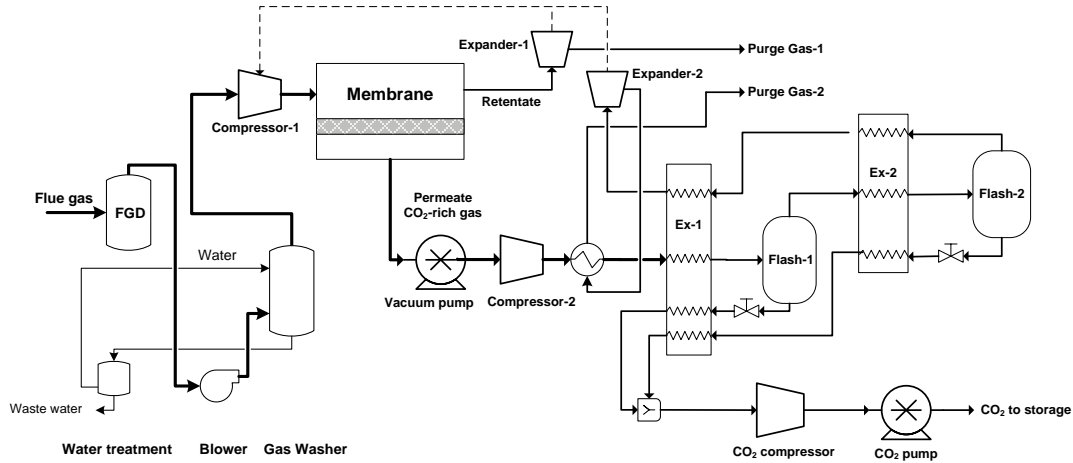 Expander-1
Purge Gas-1
Expander-2
Membrane
Retentate
Purge Gas-2
Compressor-1
Ex-2
Flash-2
Flue gas
FGD
Permeate
CO₂-rich gas
Ex-1
Water
Flash-1
Vacuum pump
Compressor-2
Waste water
CO₂ to storage
Water treatment
Blower
Gas Washer
CO₂ compressor
CO₂ pump